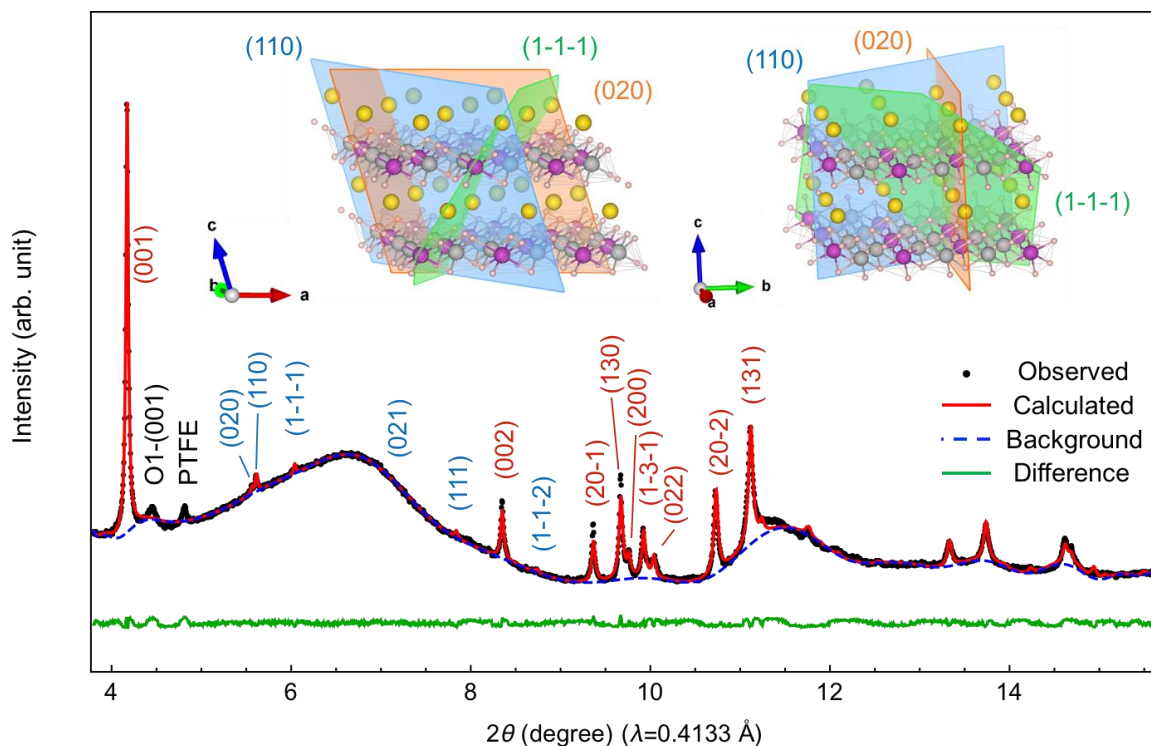 (110)
(1-1-1)
(020)
c
b
a
(110)
(020)
(1-1-1)
c
b
a
Intensity (arb. unit)
(001)
O1-(001)
PTFE
(020)
(110)
(1-1-1)
(021)
(111)
(002)
(1-1-2)
(20-1)
(130)
(200)
(1-3-1)
(022)
(20-2)
(131)
Observed
Calculated
Background
Difference
4 6 8 10 12 14
2θ (degree) (λ=0.4133 Å)